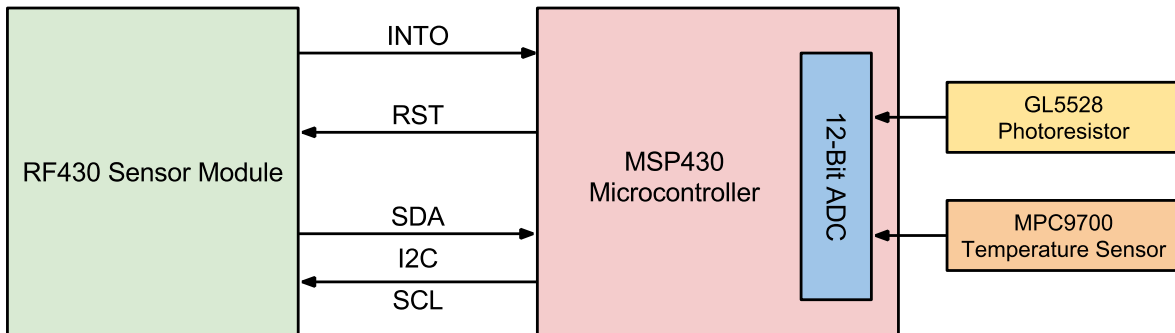 RF430 Sensor Module
INTO
RST
SDA
I2C
SCL
MSP430
Microcontroller
12-Bit ADC
GL5528
Photoresistor
MPC9700
Temperature Sensor